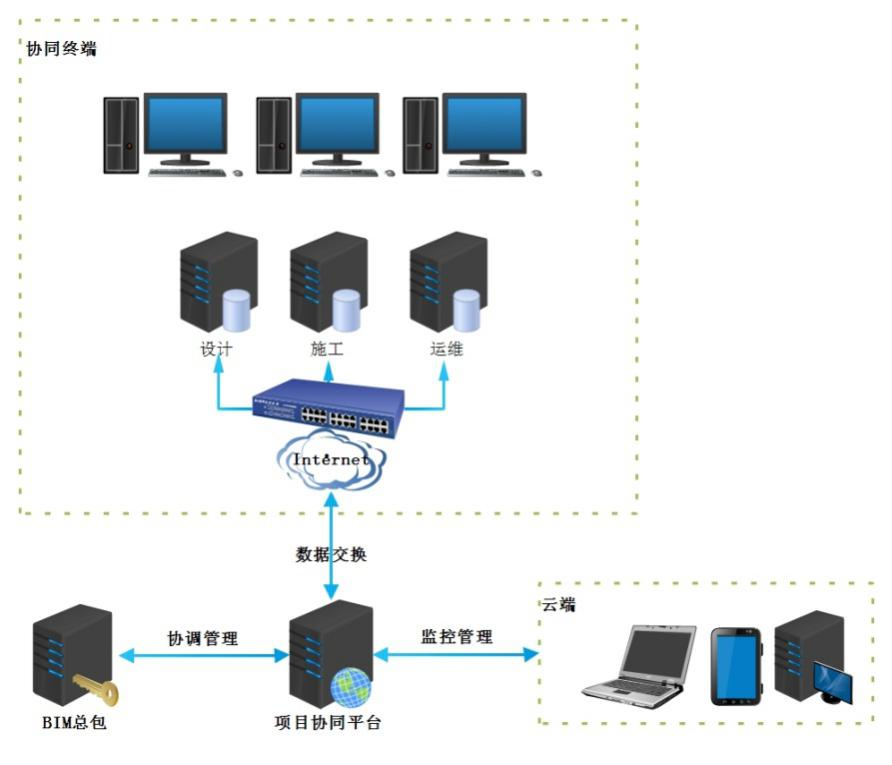 协同终端
设计
施工
运维
Internet
数据交换
云端
协调管理
监控管理
BIM总包
项目协同平台